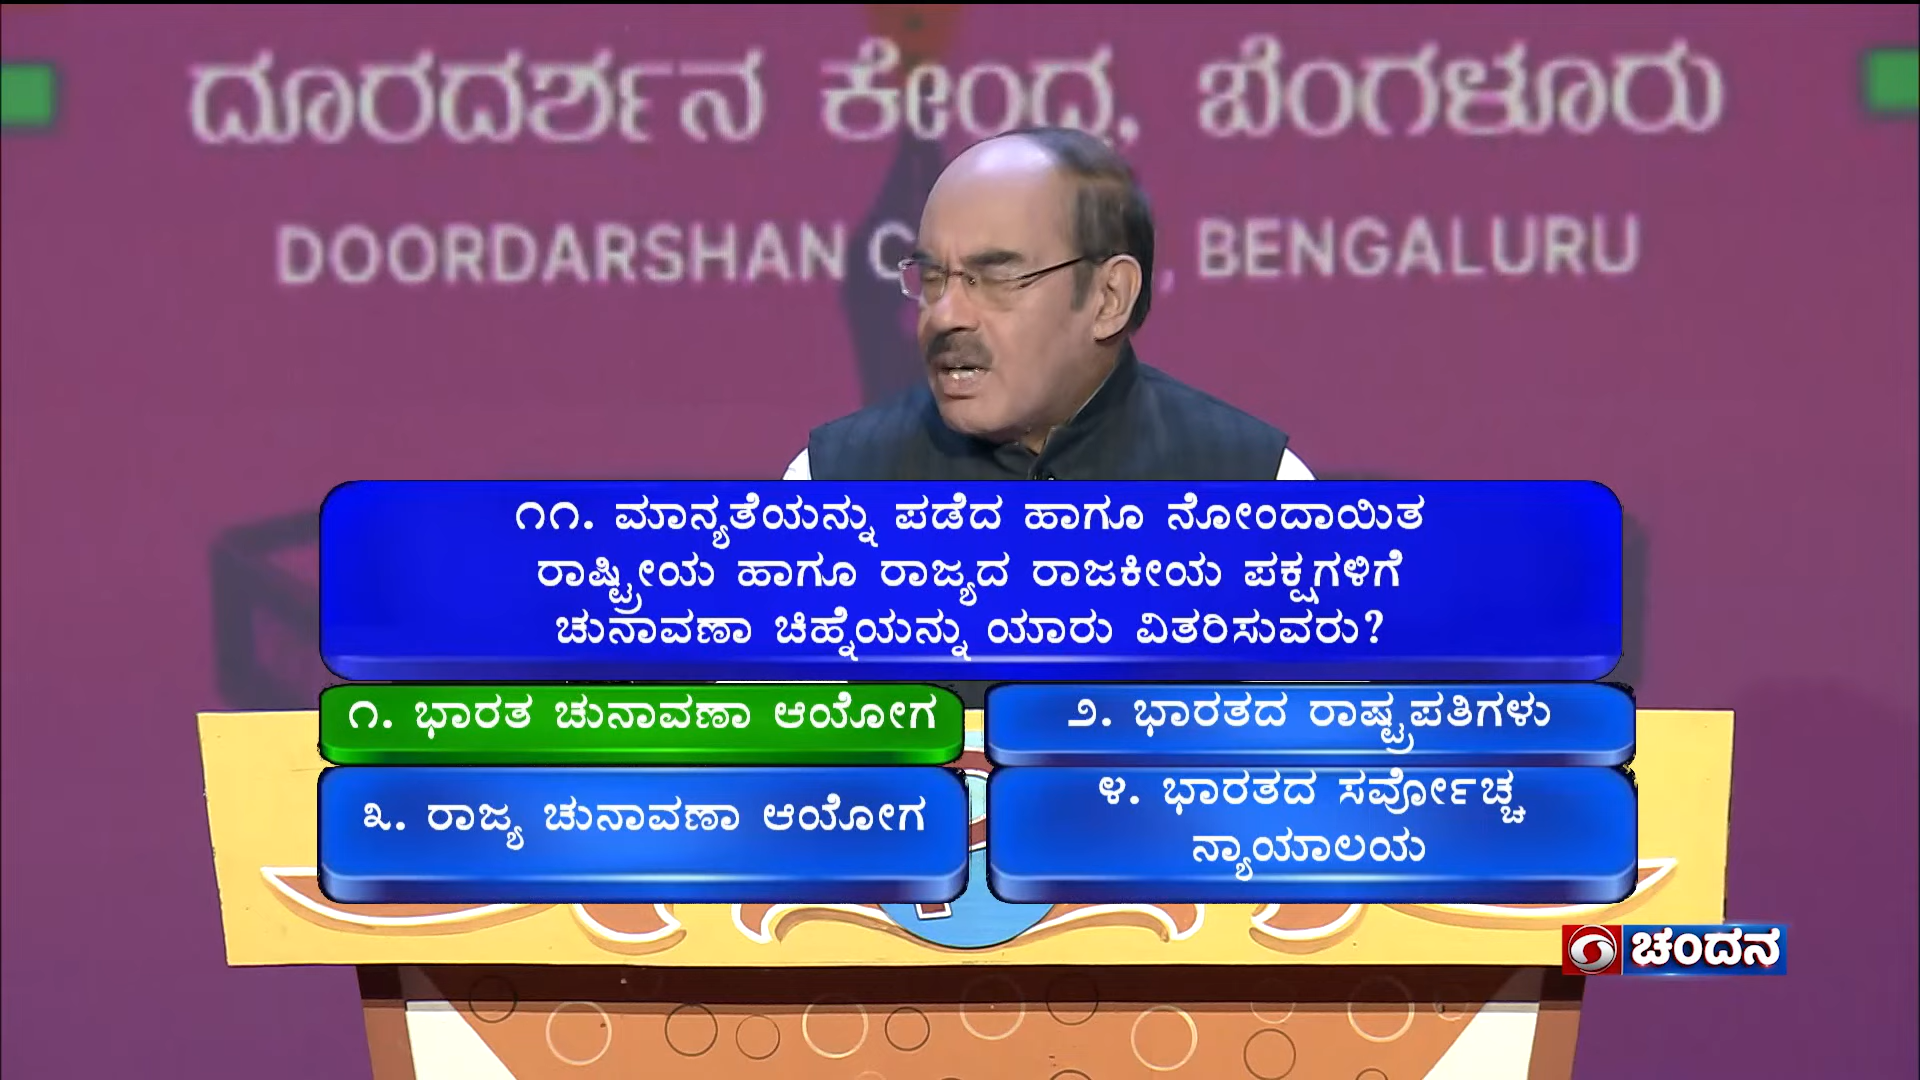 ದೂರದರ್ಶನ ಕೇಂದ್ರ, ಬೆಂಗಳೂರು
DOORDARSHAN C , BENGALURU
೧೧. ಮಾನ್ಯತೆಯನ್ನು ಪಡೆದ ಹಾಗೂ ನೋಂದಾಯಿತ
ರಾಷ್ಟ್ರೀಯ ಹಾಗೂ ರಾಜ್ಯದ ರಾಜಕೀಯ ಪಕ್ಷಗಳಿಗೆ
ಚುನಾವಣಾ ಚಿಹ್ನೆಯನ್ನು ಯಾರು ವಿತರಿಸುವರು?
೧. ಭಾರತ ಚುನಾವಣಾ ಆಯೋಗ
೨. ಭಾರತದ ರಾಷ್ಟ್ರಪತಿಗಳು
೩. ರಾಜ್ಯ ಚುನಾವಣಾ ಆಯೋಗ
೪. ಭಾರತದ ಸರ್ವೋಚ್ಚ
ನ್ಯಾಯಾಲಯ
ಚಂದನ